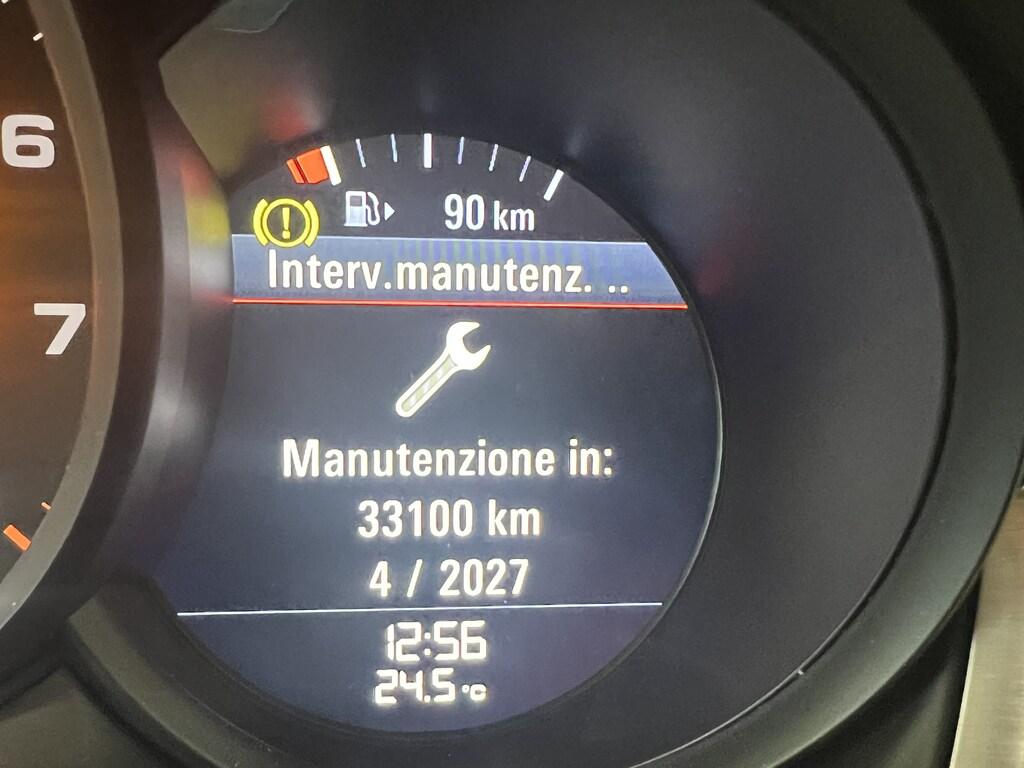 6
7
90 km
Interv.manutenz. ..
Manutenzione in:
33100 km
4 / 2027
12:56
24.5 °C